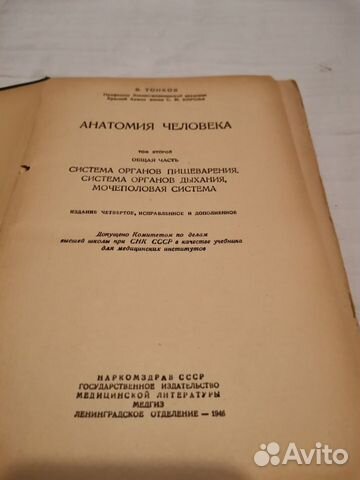 В. ТОНКОВ
Профессор Военно-медицинской академии
Красной Армии имени С. М. КИРОВА
АНАТОМИЯ ЧЕЛОВЕКА
ТОМ ВТОРОЙ
ОБЩАЯ ЧАСТЬ
СИСТЕМА ОРГАНОВ ПИЩЕВАРЕНИЯ,
СИСТЕМА ОРГАНОВ ДЫХАНИЯ,
МОЧЕПОЛОВАЯ СИСТЕМА
ИЗДАНИЕ ЧЕТВЕРТОЕ, ИСПРАВЛЕННОЕ И ДОПОЛНЕННОЕ
Допущено Комитетом по делам
высшей школы при СНК СССР в качестве учебника
для медицинских институтов
НАРКОМЗДРАВ СССР
ГОСУДАРСТВЕННОЕ ИЗДАТЕЛЬСТВО
МЕДИЦИНСКОЙ ЛИТЕРАТУРЫ
МЕДГИЗ
ЛЕНИНГРАДСКОЕ ОТДЕЛЕНИЕ — 1946
Avito